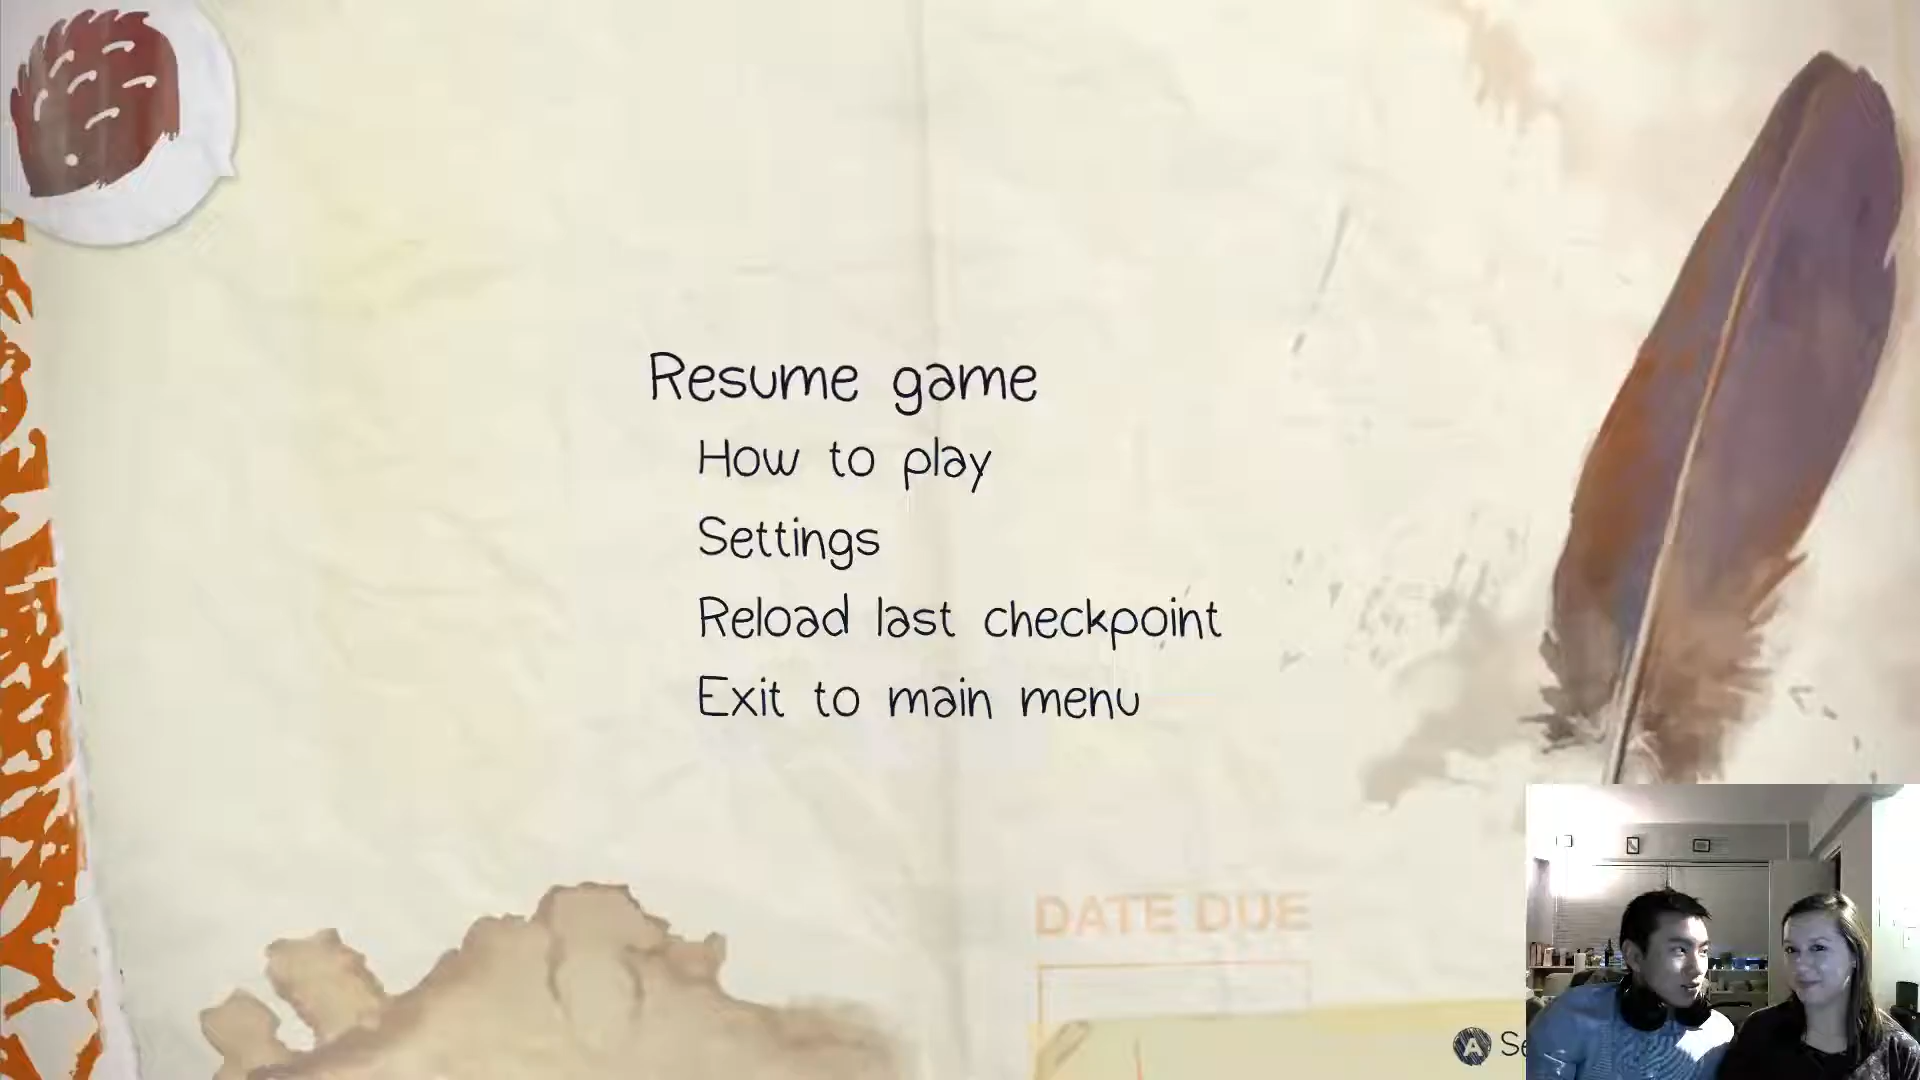 Resume game
How to play
Settings
Reload last checkpoint
Exit to main menu
DATE DUE
A